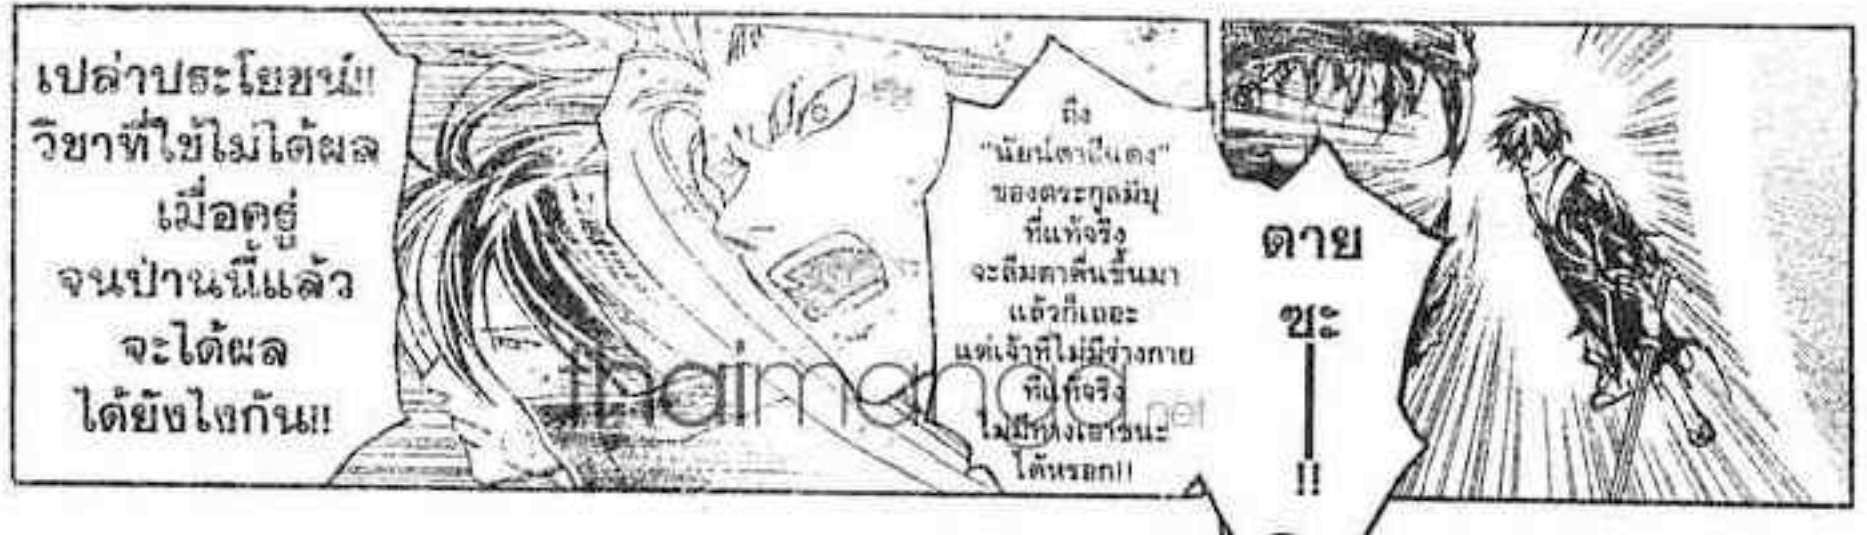 เปล่าประโยชน์!!
วิชาที่ใช้ไม่ได้ผล
เมื่อครู่
จนป่านนี้แล้ว
จะได้ผล
ได้ยังไงกัน!!
ถึง
"นัยน์ตาสีแดง"
ของตระกูลมิบุ
ที่แท้จริง
จะลืมตาตื่นขึ้นมา
แล้วก็เถอะ
แต่เจ้าที่ไม่มีร่างกาย
ที่แท้จริง
ไม่มีทางเอาชนะ
ได้หรอก!!
ตาย
ซะ
!!
thaimanga.net